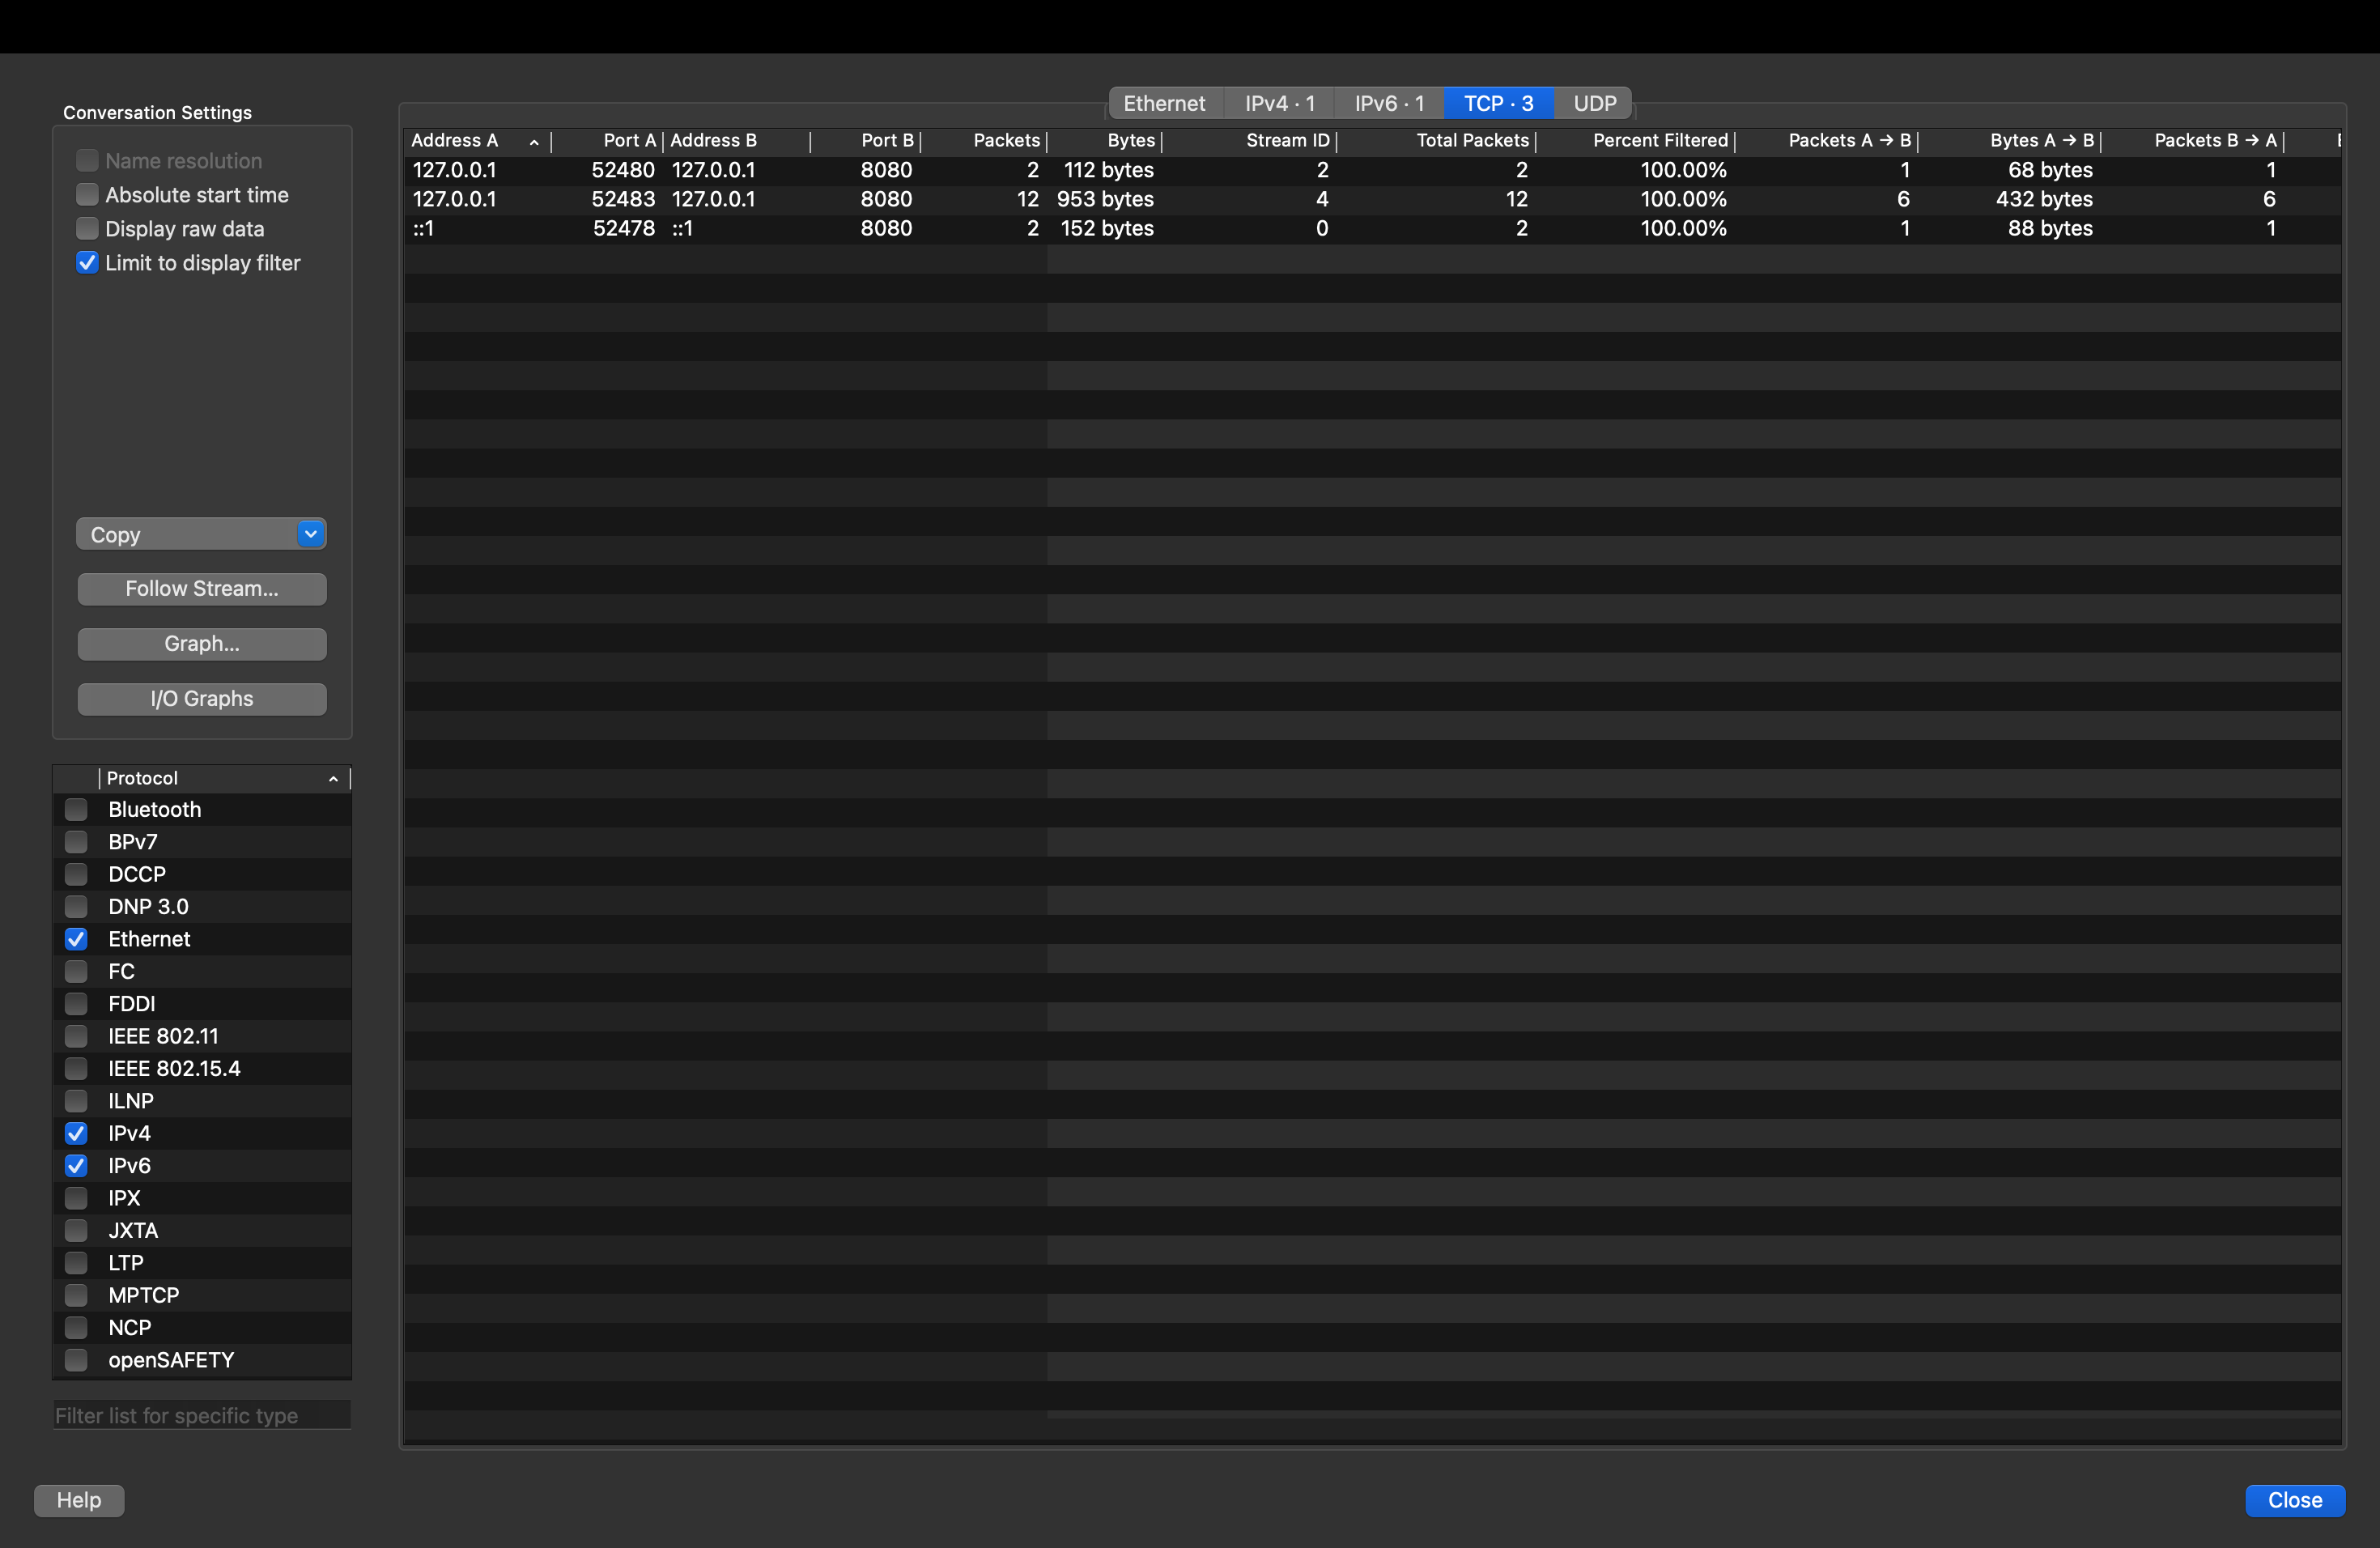 Conversation Settings
Name resolution
Absolute start time
Display raw data
Limit to display filter
Copy
Follow Stream...
Graph...
I/O Graphs
Protocol
Bluetooth
BPv7
DCCP
DNP 3.0
Ethernet
FC
FDDI
IEEE 802.11
IEEE 802.15.4
ILNP
IPv4
IPv6
IPX
JXTA
LTP
MPTCP
NCP
openSAFETY
Filter list for specific type
Ethernet IPv4 · 1 IPv6 · 1 TCP · 3 UDP
Address A Port A Address B Port B Packets Bytes Stream ID Total Packets Percent Filtered Packets A → B Bytes A → B Packets B → A
127.0.0.1 52480 127.0.0.1 8080 2 112 bytes 2 2 100.00% 1 68 bytes 1
127.0.0.1 52483 127.0.0.1 8080 12 953 bytes 4 12 100.00% 6 432 bytes 6
::1 52478 ::1 8080 2 152 bytes 0 2 100.00% 1 88 bytes 1
Help
Close